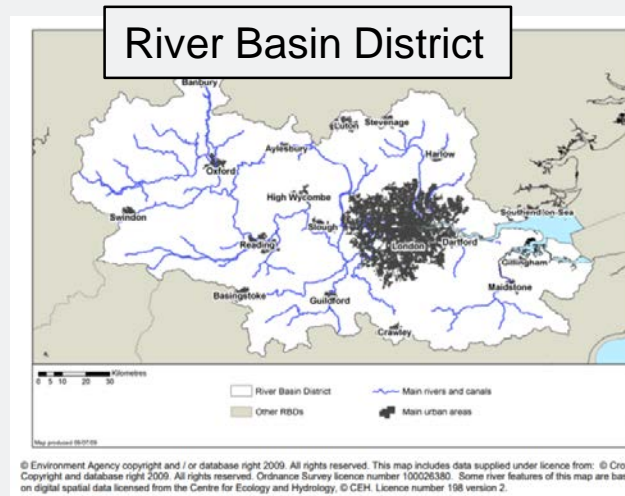 River Basin District
Banbury
Luton
Stevenage
Aylesbury
Harlow
Oxford
High Wycombe
Swindon
Slough
Southend-on-Sea
Reading
London
Dartford
Gillingham
Basingstoke
Guildford
Maidstone
Crawley
Kilometres
0 5 10 20 30
River Basin District
Main rivers and canals
Other RBDs
Main urban areas
Map produced
© Environment Agency copyright and / or database right 2009. All rights reserved. This map includes data supplied under licence from: © Cro
Copyright and database right 2009. All rights reserved. Ordnance Survey licence number 100026380. Some river features of this map are bas
on digital spatial data licensed from the Centre for Ecology and Hydrology, © CEH. Licence number 198 version 2.